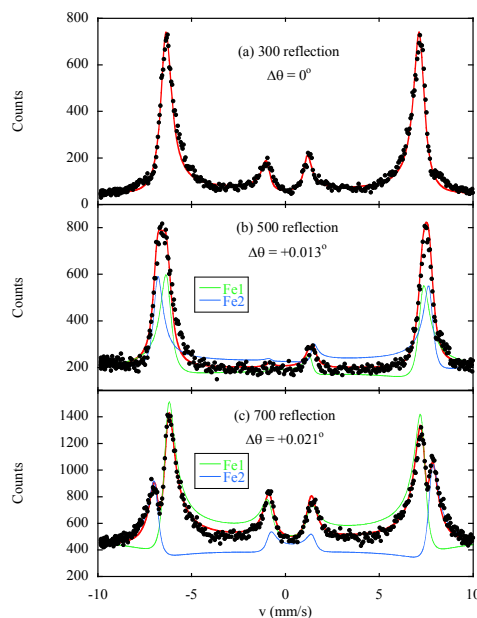 800
600
400
200
0
Counts
(a) 300 reflection
Δθ = 0°
800
600
400
200
Counts
(b) 500 reflection
Δθ = +0.013°
Fe1
Fe2
1400
1200
1000
800
600
400
200
Counts
(c) 700 reflection
Δθ = +0.021°
Fe1
Fe2
-10 -5 0 5 10
v (mm/s)